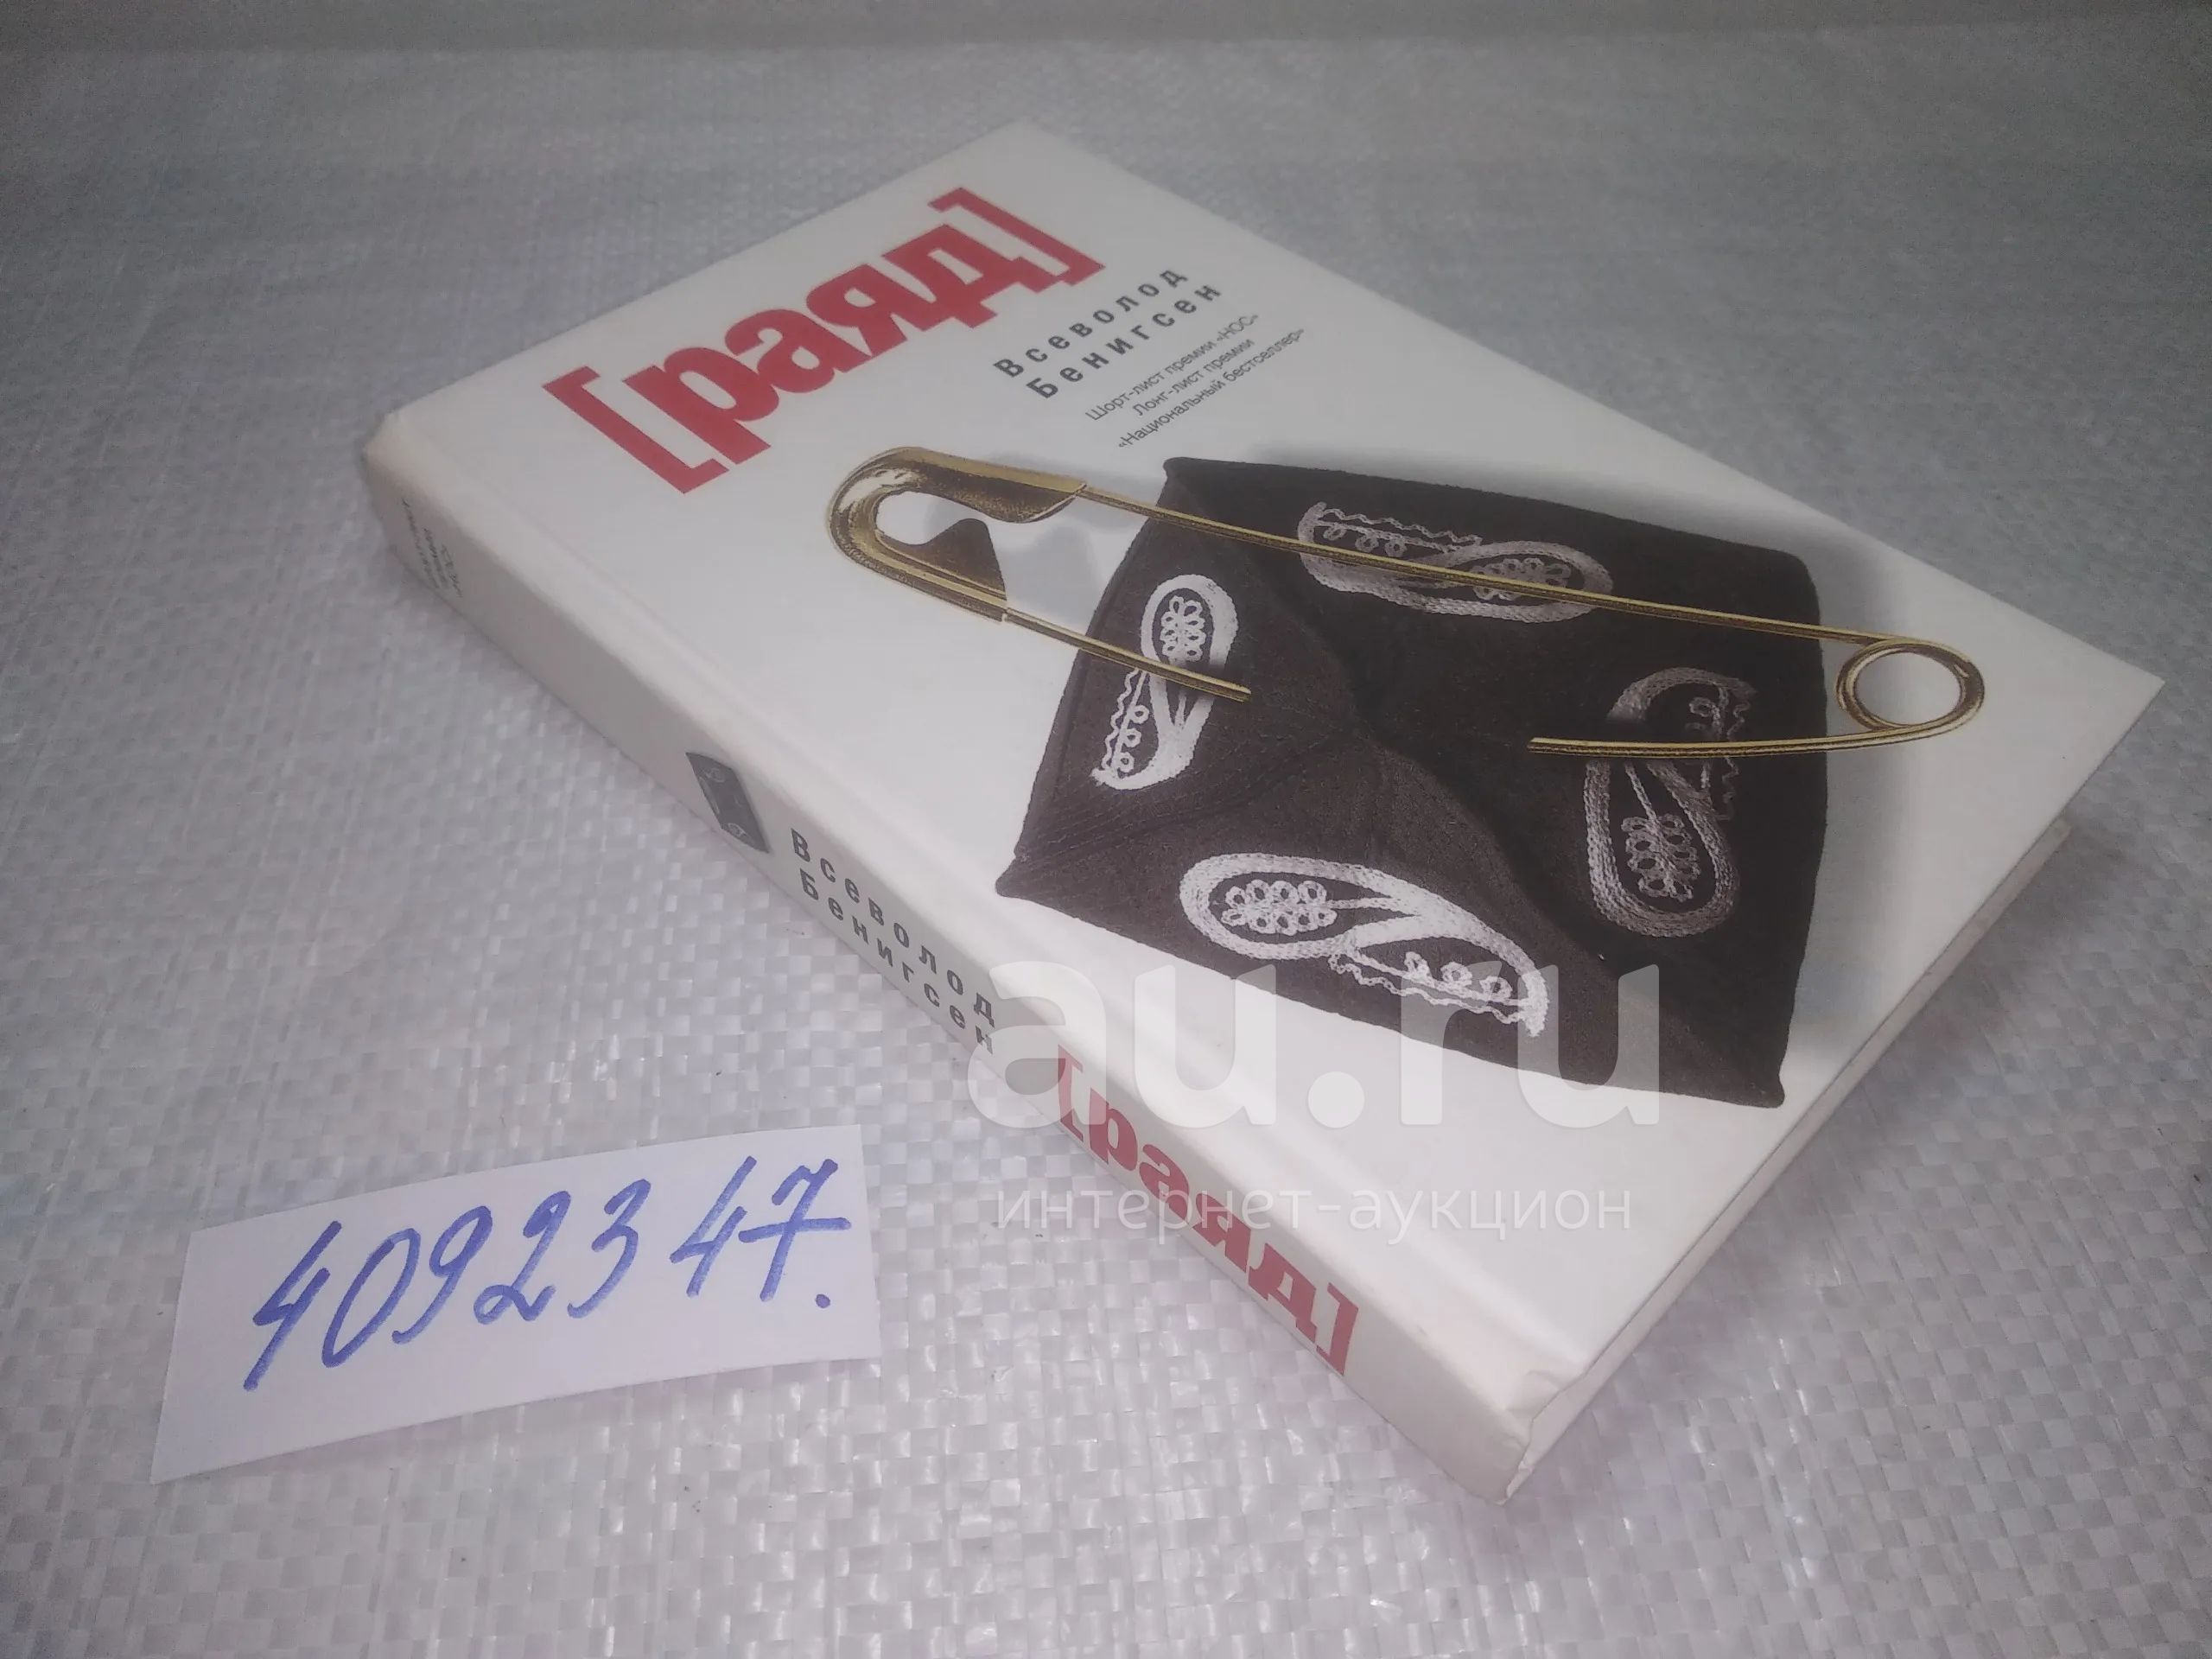 [раяд]
Всеволод
Бенигсен
Шорт-лист премии «НОС»
Лонг-лист премии
«Национальный бестселлер»
Всеволод
Бенигсен
[раяд]
au.ru
интернет-аукцион
4092347.